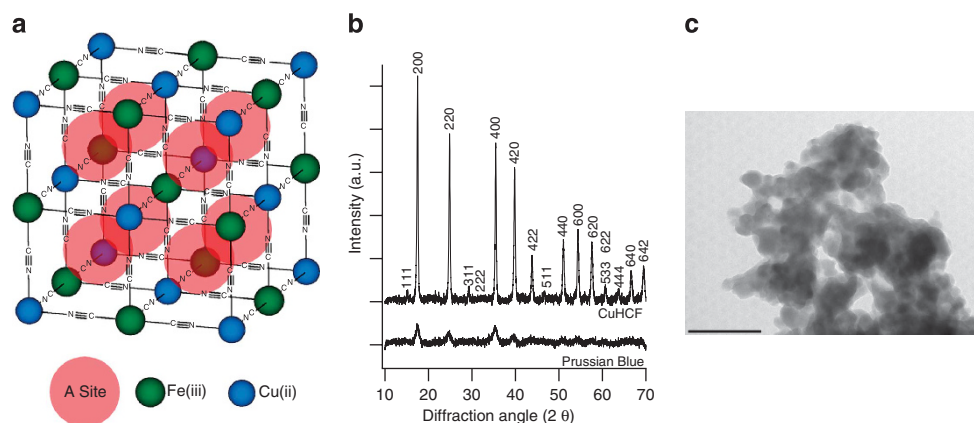 a
b
c
A Site
Fe(iii)
Cu(ii)
Intensity (a.u.)
200
220
400
420
111
311
222
422
511
440
600
620
533
622
444
640
642
CuHCF
Prussian Blue
10 20 30 40 50 60 70
Diffraction angle (2 θ)